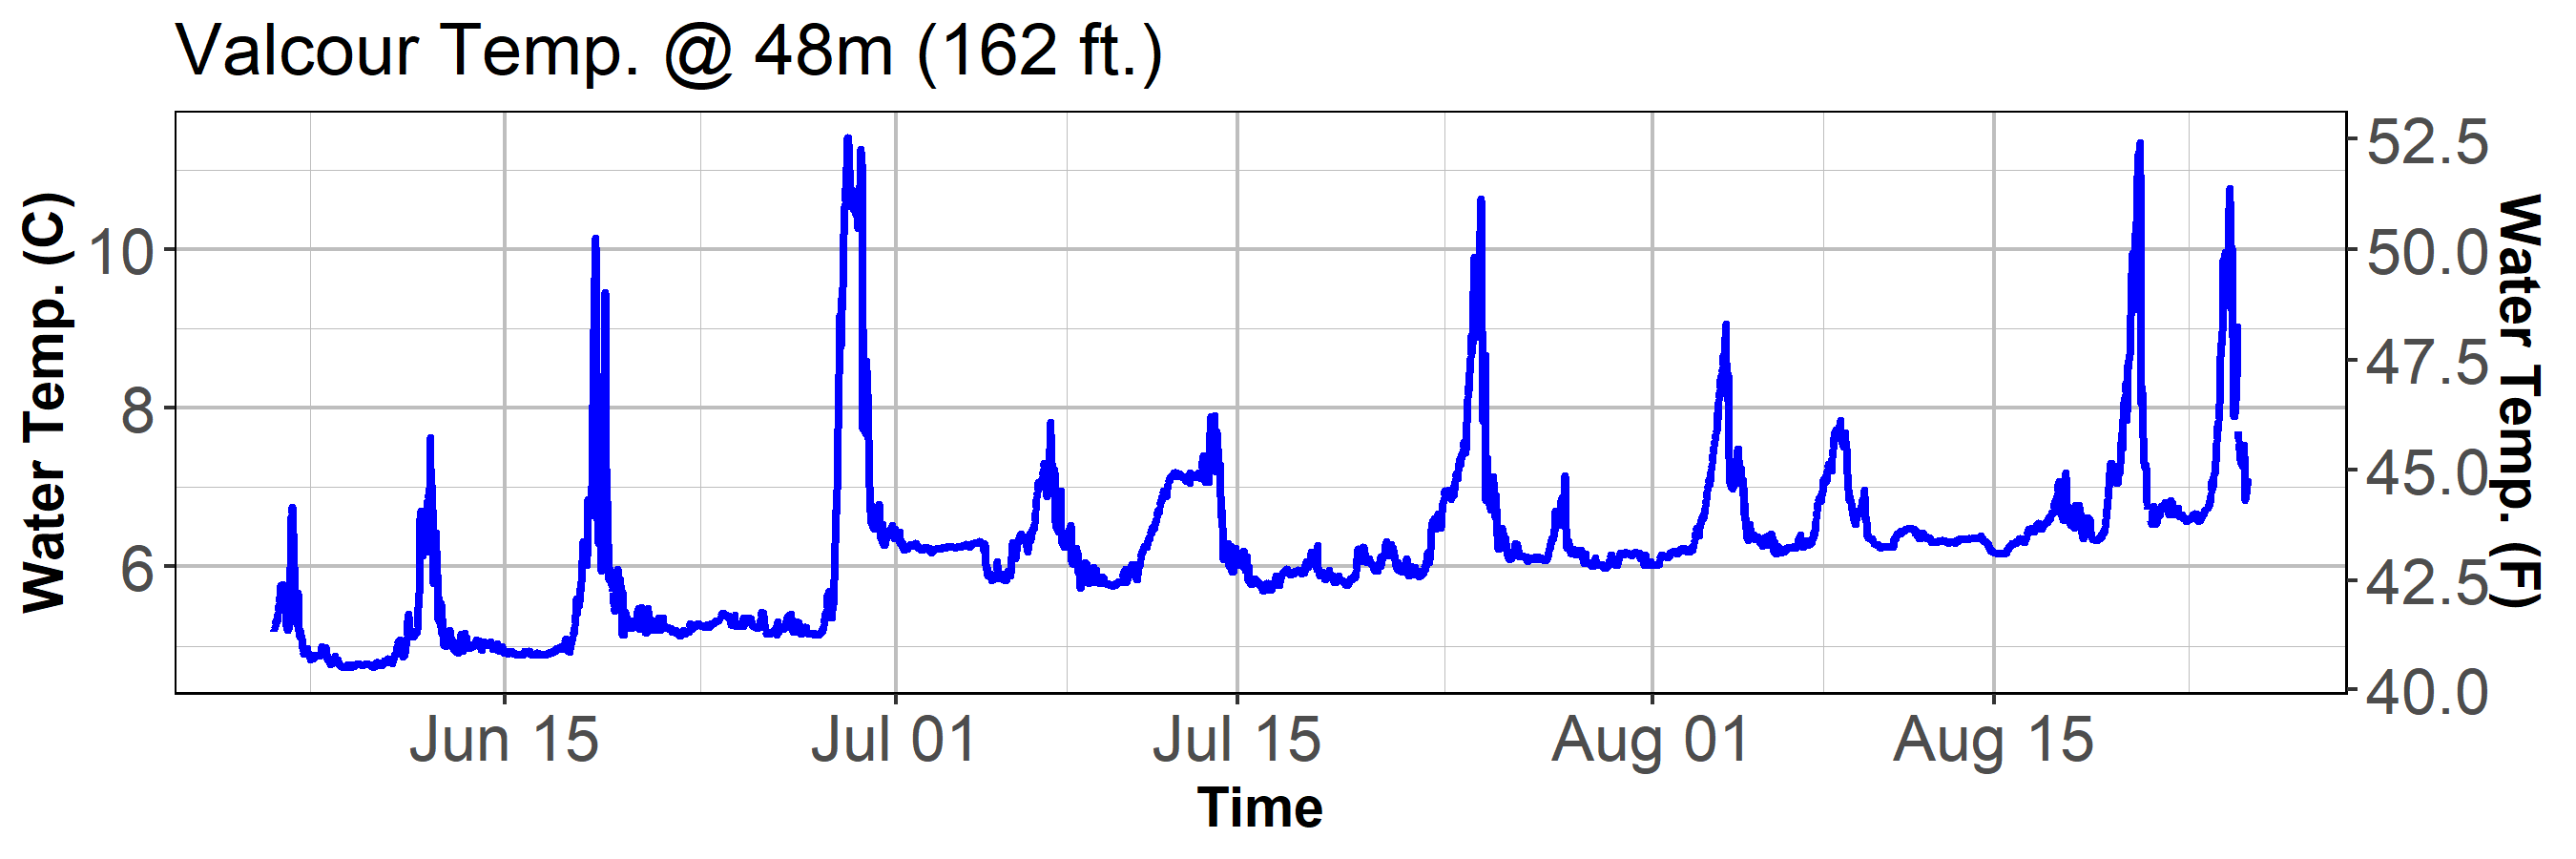 Valcour Temp. @ 48m (162 ft.)
Water Temp. (C)
10
8
6
52.5
50.0
47.5
45.0
42.5
40.0
Water Temp. (F)
Jun 15 Jul 01 Jul 15 Aug 01 Aug 15
Time